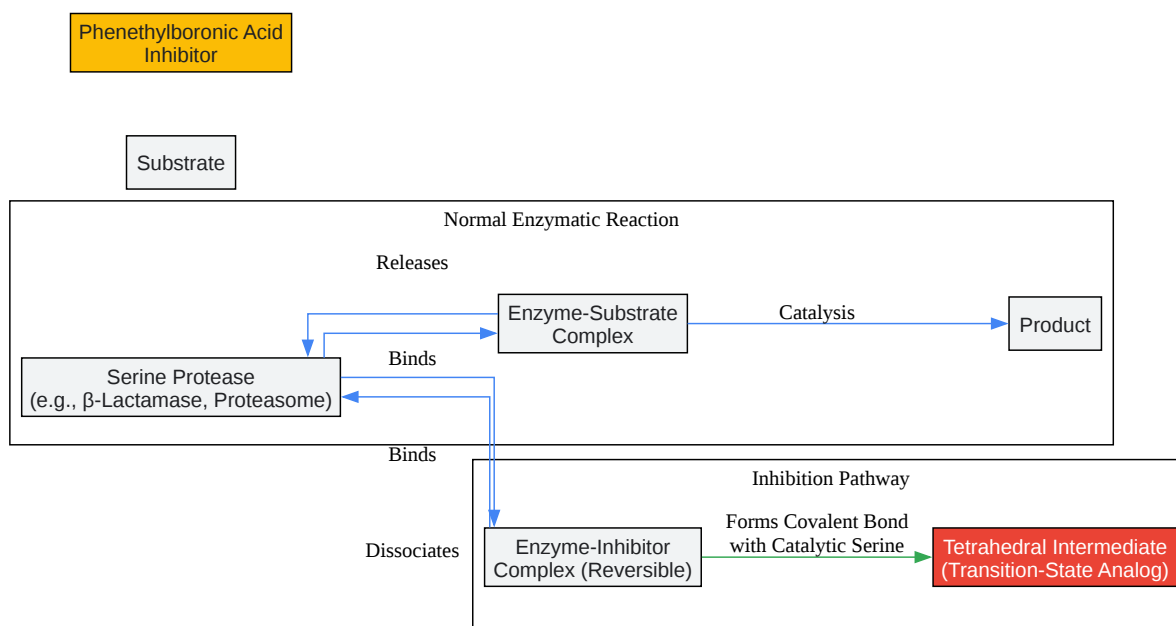 Phenethylboronic Acid
Inhibitor
Substrate
Normal Enzymatic Reaction
Releases
Enzyme-Substrate
Complex
Catalysis
Product
Binds
Serine Protease
(e.g., β-Lactamase, Proteasome)
Binds
Inhibition Pathway
Dissociates
Enzyme-Inhibitor
Complex (Reversible)
Forms Covalent Bond
with Catalytic Serine
Tetrahedral Intermediate
(Transition-State Analog)